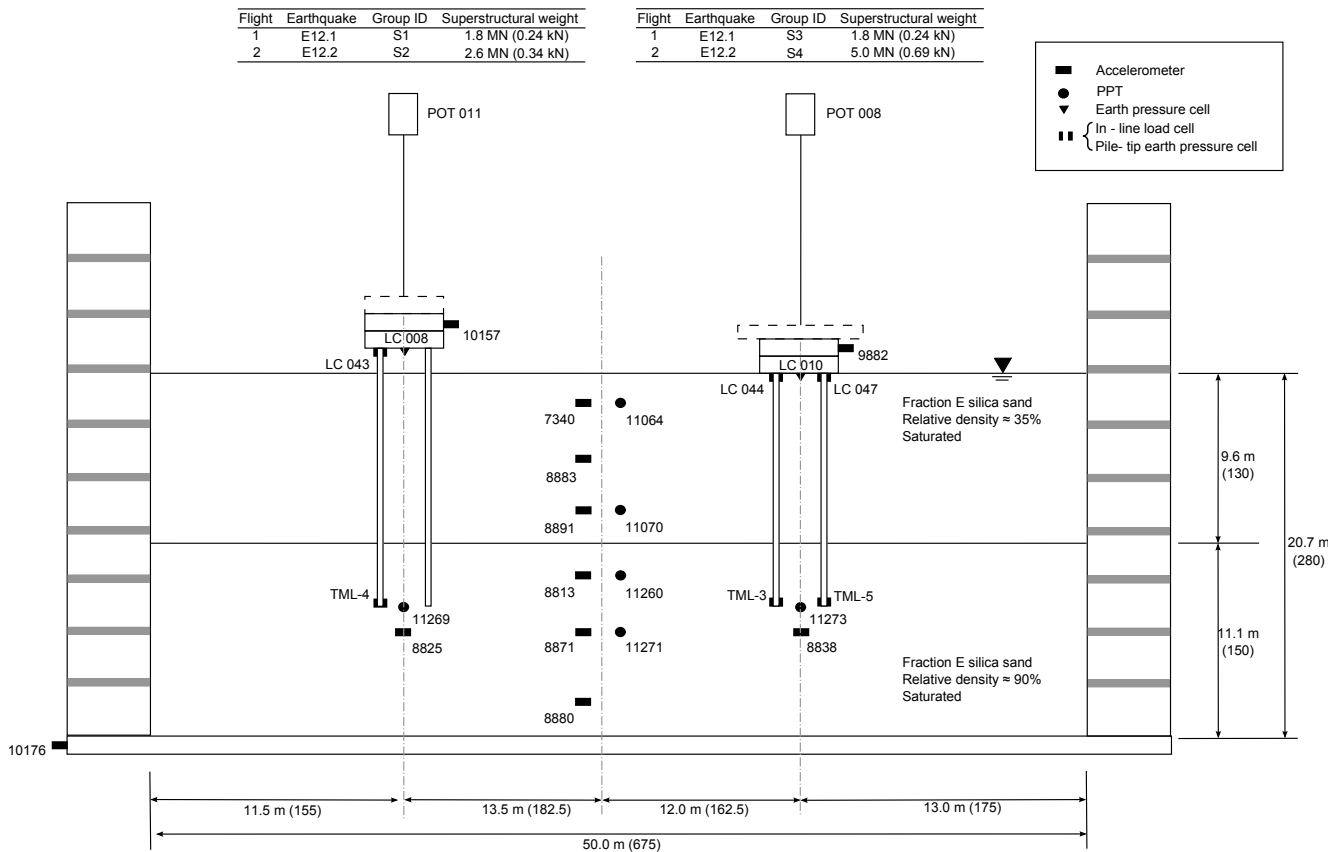 Flight Earthquake Group ID Superstructural weight
1 E12.1 S1 1.8 MN (0.24 kN)
2 E12.2 S2 2.6 MN (0.34 kN)
Flight Earthquake Group ID Superstructural weight
1 E12.1 S3 1.8 MN (0.24 kN)
2 E12.2 S4 5.0 MN (0.69 kN)
Accelerometer
PPT
Earth pressure cell
In - line load cell
Pile- tip earth pressure cell
POT 011
POT 008
10157
LC 008
LC 043
9882
LC 010
LC 044
LC 047
7340
11064
8883
8891
11070
Fraction E silica sand
Relative density ≈ 35%
Saturated
9.6 m
(130)
20.7 m
(280)
TML-4
11269
8825
8813
11260
8871
11271
8880
TML-3
TML-5
11273
8838
Fraction E silica sand
Relative density ≈ 90%
Saturated
11.1 m
(150)
10176
11.5 m (155)
13.5 m (182.5)
12.0 m (162.5)
13.0 m (175)
50.0 m (675)